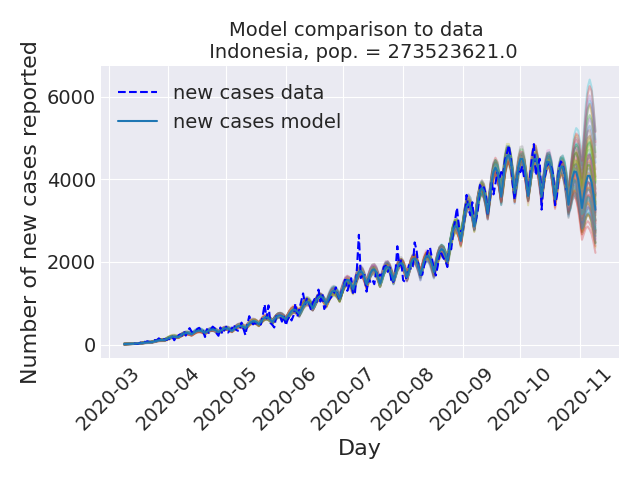 Model comparison to data
Indonesia, pop. = 273523621.0
new cases data
new cases model
Number of new cases reported
6000
4000
2000
0
2020-03
2020-04
2020-05
2020-06
2020-07
2020-08
2020-09
2020-10
2020-11
Day